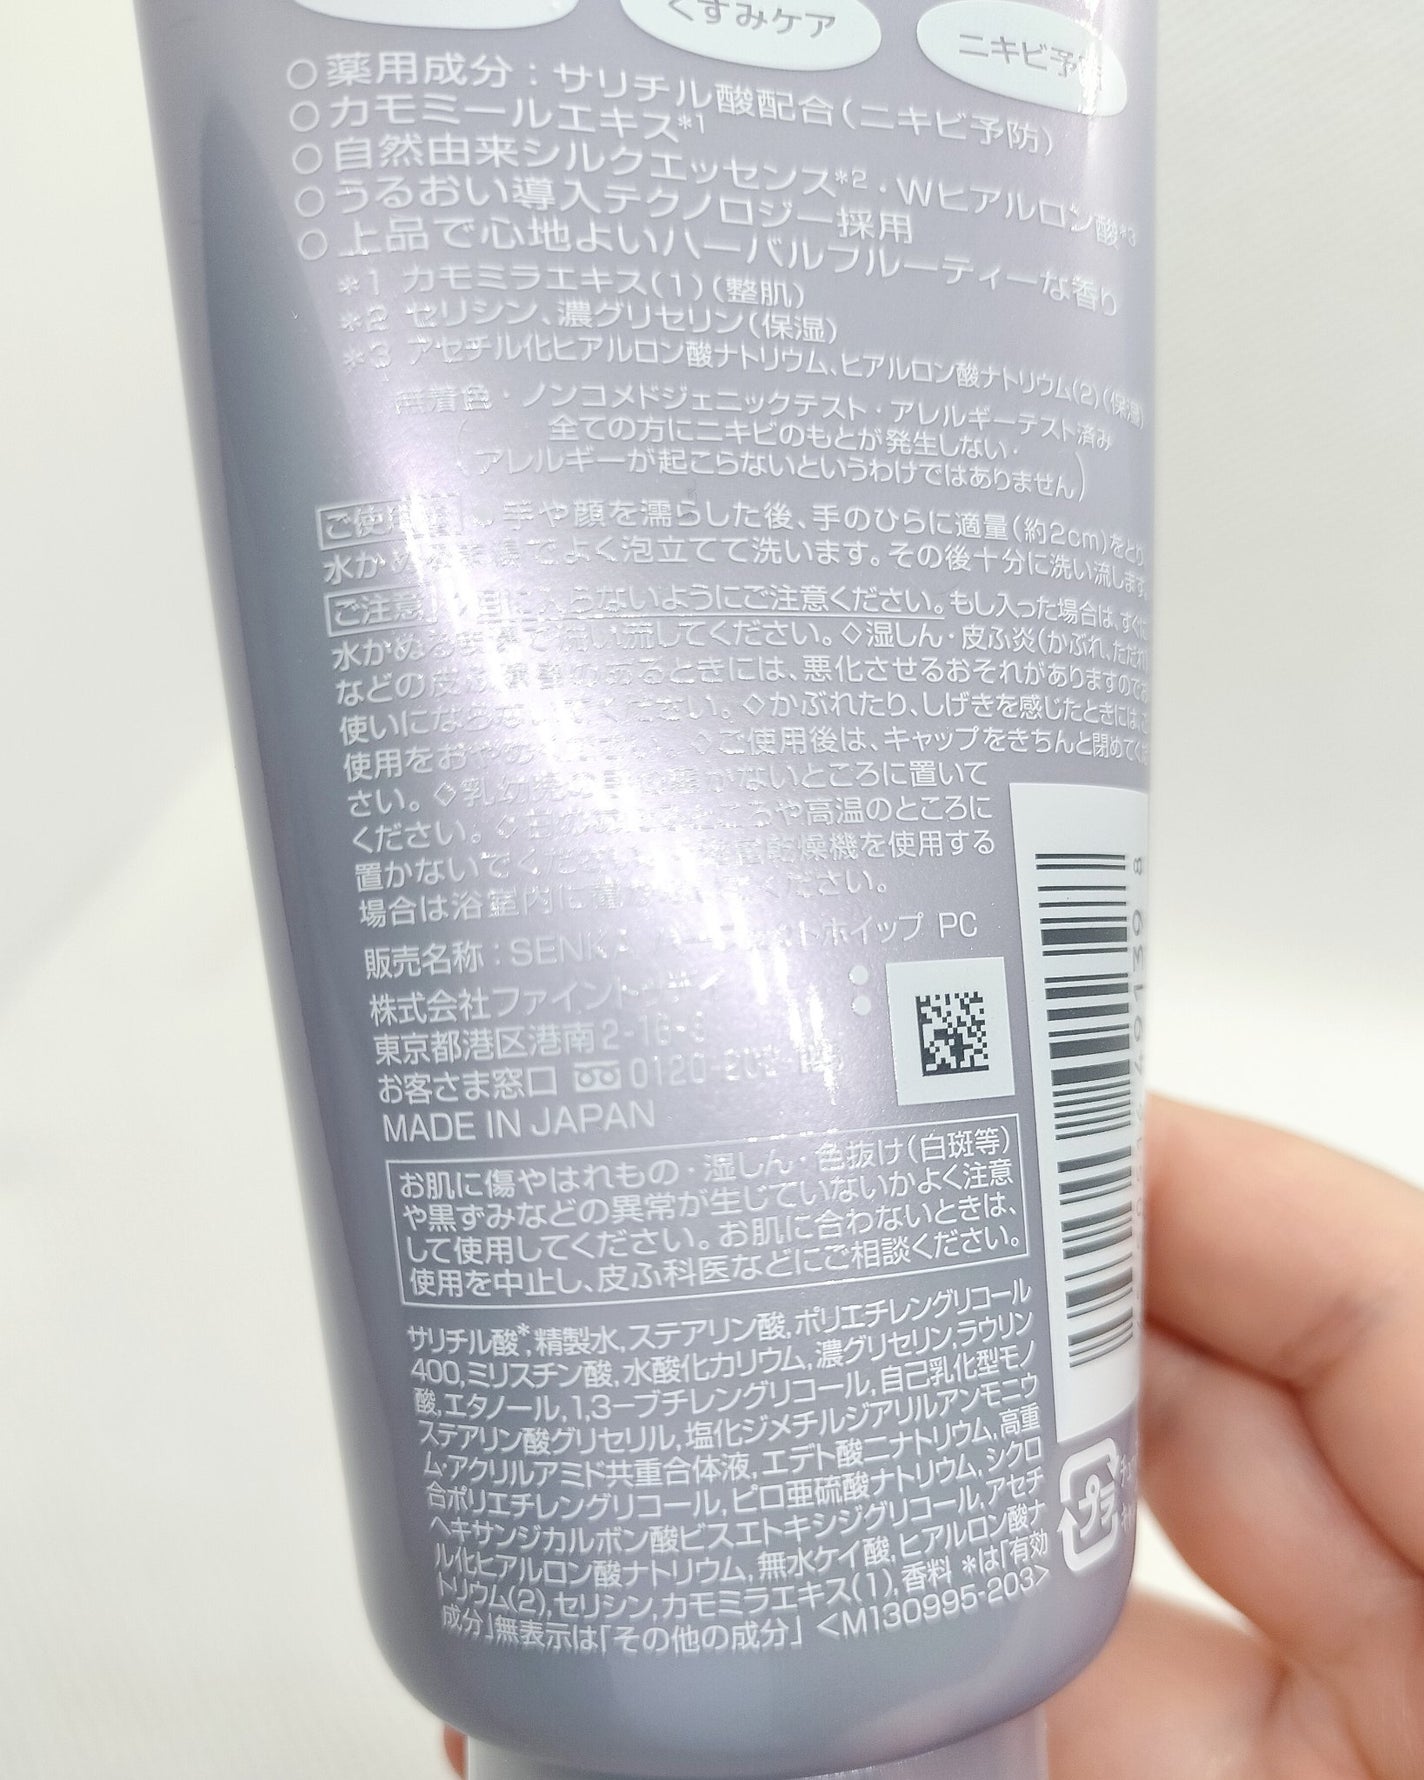 くすみケア
ニキビ予防
○薬用成分：サリチル酸配合(ニキビ予防)
○カモミールエキス*1
○自然由来シルクエッセンス*2・Wヒアルロン酸*3
○うるおい導入テクノロジー採用
○上品で心地よいハーバルフルーティーな香り
*1 カモミラエキス(1)(整肌)
*2 セリシン、濃グリセリン(保湿)
*3 アセチル化ヒアルロン酸ナトリウム、ヒアルロン酸ナトリウム(2)(保湿)
無着色・ノンコメドジェニックテスト・アレルギーテスト済み
(全ての方にニキビのもとが発生しない・
アレルギーが起こらないというわけではありません)
ご使用 手や顔を濡らした後、手のひらに適量(約2cm)をとり、
水か でよく泡立てて洗います。その後十分に洗い流します
ご注意 らないようにご注意ください。もし入った場合は、すぐに
水か 流してください。◇湿しん・皮ふ炎(かぶれ、ただれ)
などの皮 あるときには、悪化させるおそれがありますのでお
使いに ください。◇かぶれたり、しげきを感じたときには、ご
使用をお ◇ご使用後は、キャップをきちんと閉めてくだ
さい。◇乳幼児の手の届かないところに置いて
ください。 ろや高温のところに
置かないでくだ 乾燥機を使用する
場合は浴室内に ください。
販売名称：SENKA ホイップ PC
株式会社ファイントゥデイ
東京都港区港南2-16-
お客さま窓口 0120-
MADE IN JAPAN
お肌に傷やはれもの・湿しん・色抜け(白斑等)
や黒ずみなどの異常が生じていないかよく注意
して使用してください。お肌に合わないときは、
使用を中止し、皮ふ科医などにご相談ください。
サリチル酸*,精製水,ステアリン酸,ポリエチレングリコール
400,ミリスチン酸,水酸化カリウム,濃グリセリン,ラウリン
酸,エタノール,1,3-ブチレングリコール,自己乳化型モノ
ステアリン酸グリセリル,塩化ジメチルジアリルアンモニウ
ム・アクリルアミド共重合体液,エデト酸二ナトリウム,高重
合ポリエチレングリコール,ピロ亜硫酸ナトリウム,シクロ
ヘキサンジカルボン酸ビスエトキシジグリコール,アセチ
ル化ヒアルロン酸ナトリウム,無水ケイ酸,ヒアルロン酸ナ
トリウム(2),セリシン,カモミラエキス(1),香料 *は「有効
成分」無表示は「その他の成分」 <M130995-203>
プラ